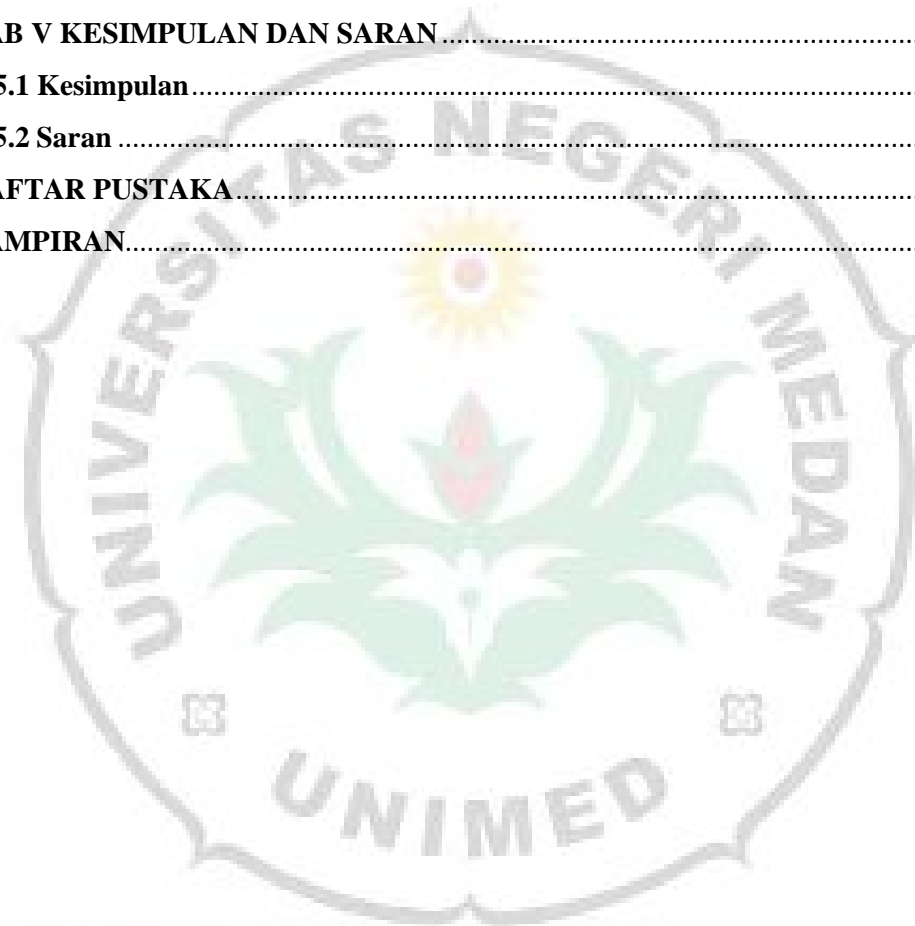 AB V KESIMPULAN DAN SARAN
5.1 Kesimpulan
5.2 Saran
AFTAR PUSTAKA
AMPIRAN
UNIVERSITAS NEGERI MEDAN
UNIMED